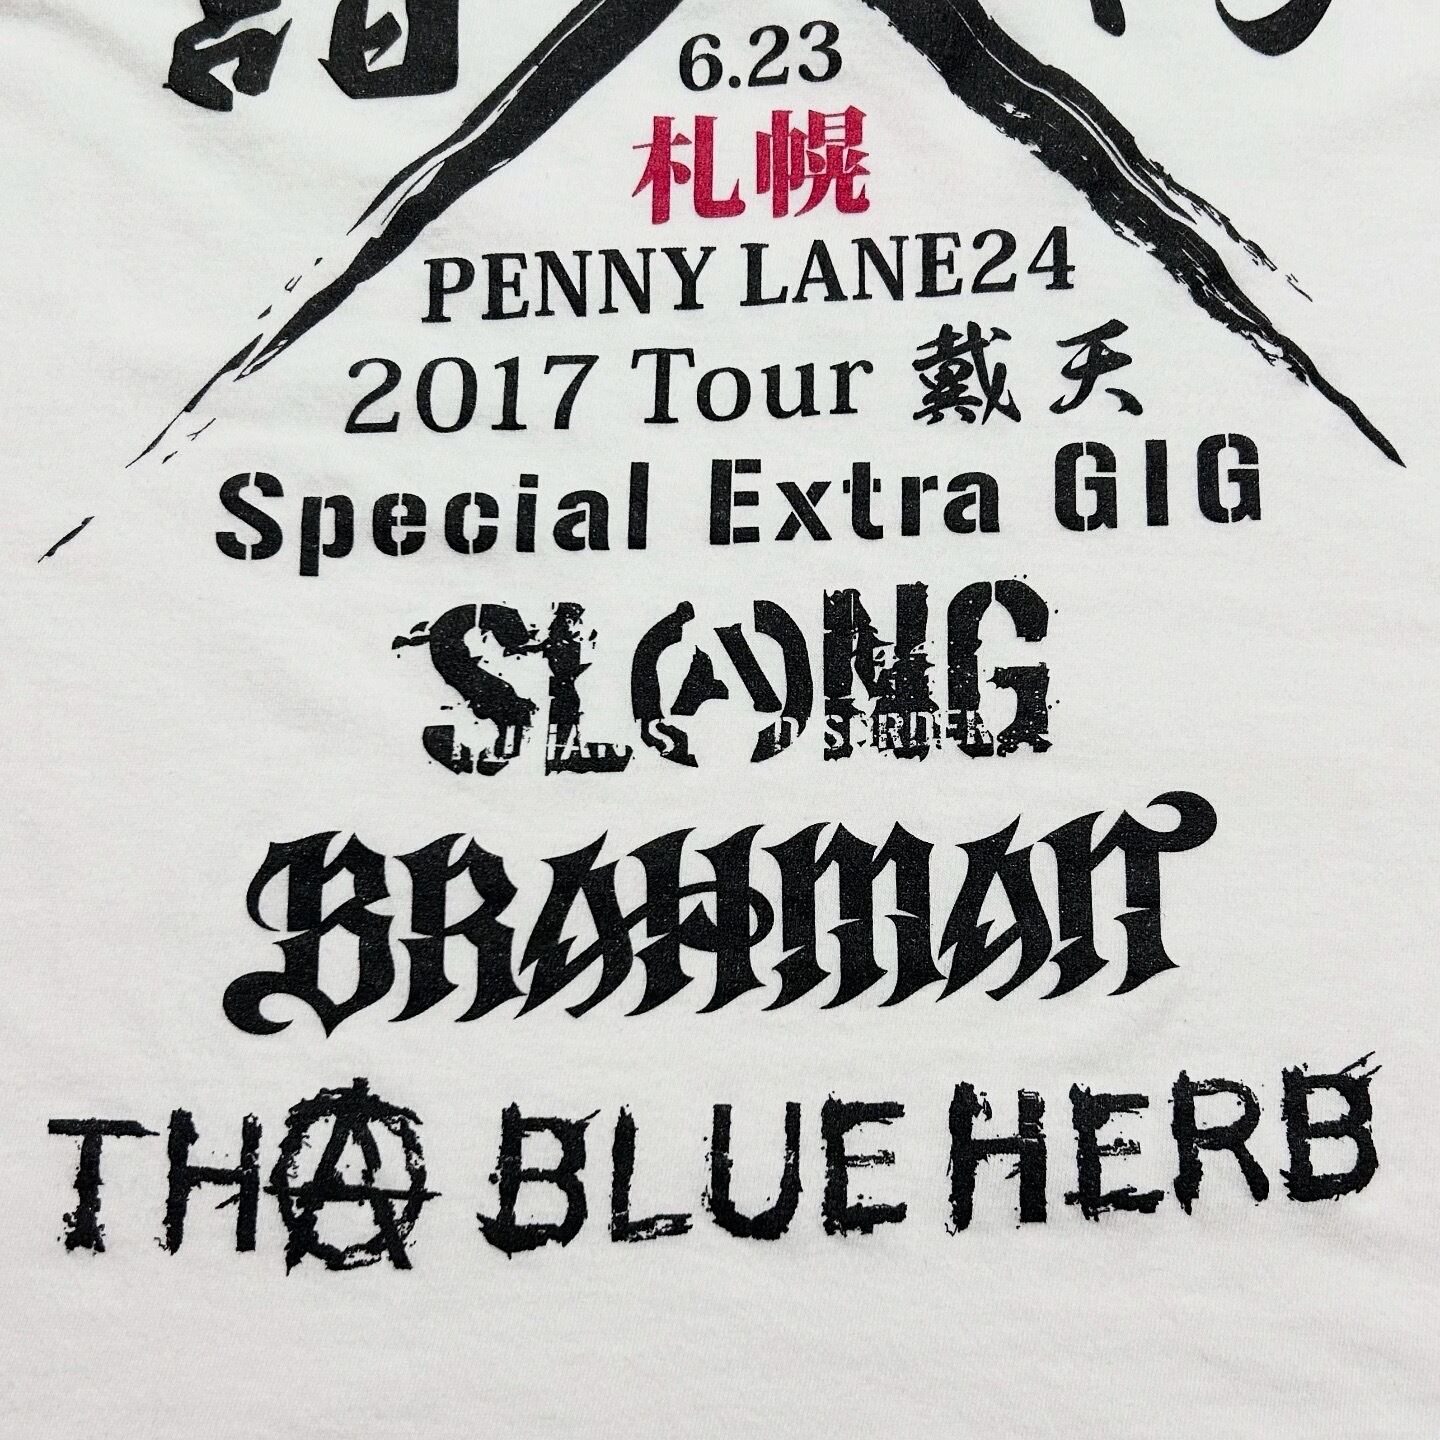 6.23
札幌
PENNY LANE24
2017 Tour 戴天
Special Extra GIG
SLANG
BRAHMAN
THA BLUE HERB